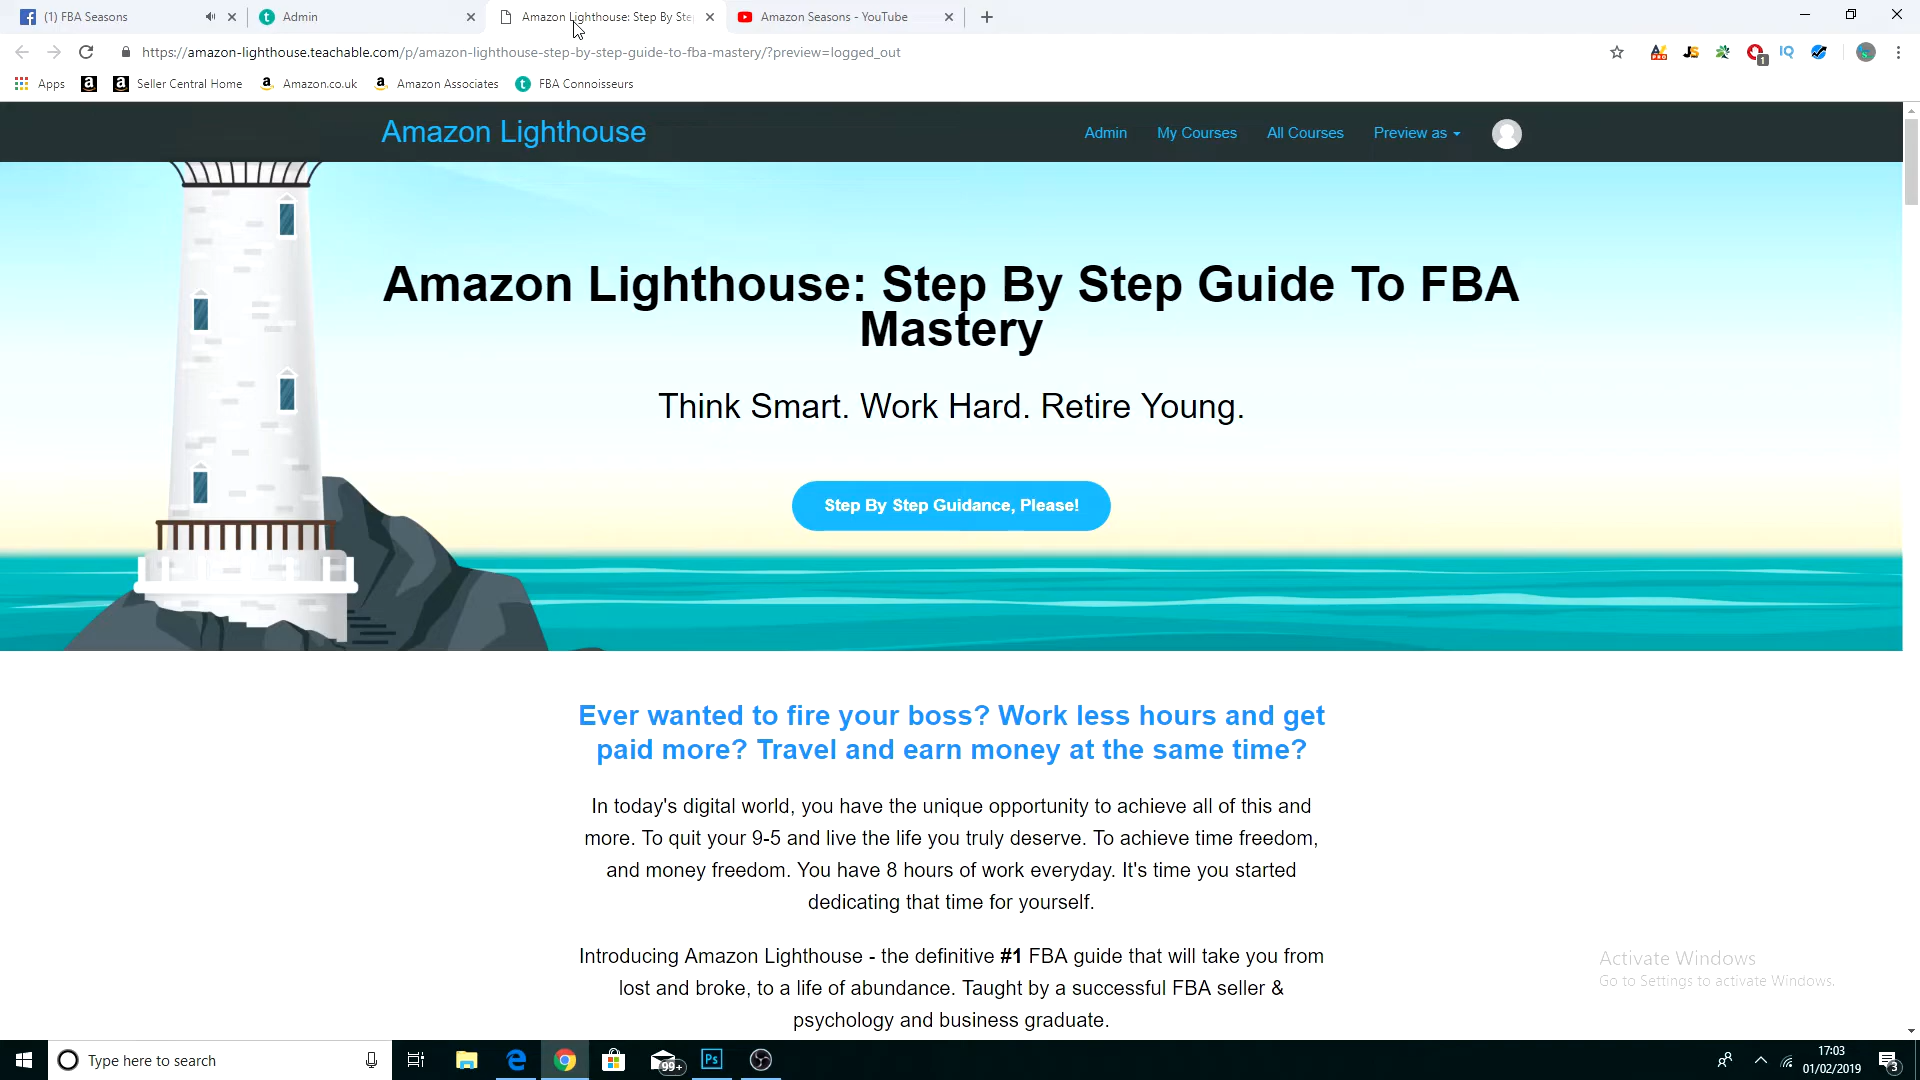 (1) FBA Seasons
Admin
Amazon Lighthouse: Step By Ste
Amazon Seasons - YouTube
https://amazon-lighthouse.teachable.com/p/amazon-lighthouse-step-by-step-guide-to-fba-mastery/?preview=logged_out
Apps
Seller Central Home
Amazon.co.uk
Amazon Associates
FBA Connoisseurs
Amazon Lighthouse
Admin
My Courses
All Courses
Preview as
Amazon Lighthouse: Step By Step Guide To FBA
Mastery
Think Smart. Work Hard. Retire Young.
Step By Step Guidance, Please!
Ever wanted to fire your boss? Work less hours and get
paid more? Travel and earn money at the same time?
In today's digital world, you have the unique opportunity to achieve all of this and
more. To quit your 9-5 and live the life you truly deserve. To achieve time freedom,
and money freedom. You have 8 hours of work everyday. It's time you started
dedicating that time for yourself.
Introducing Amazon Lighthouse - the definitive #1 FBA guide that will take you from
lost and broke, to a life of abundance. Taught by a successful FBA seller &
psychology and business graduate.
Activate Windows
Go to Settings to activate Windows.
Type here to search
99+
Ps
17:03
01/02/2019
3